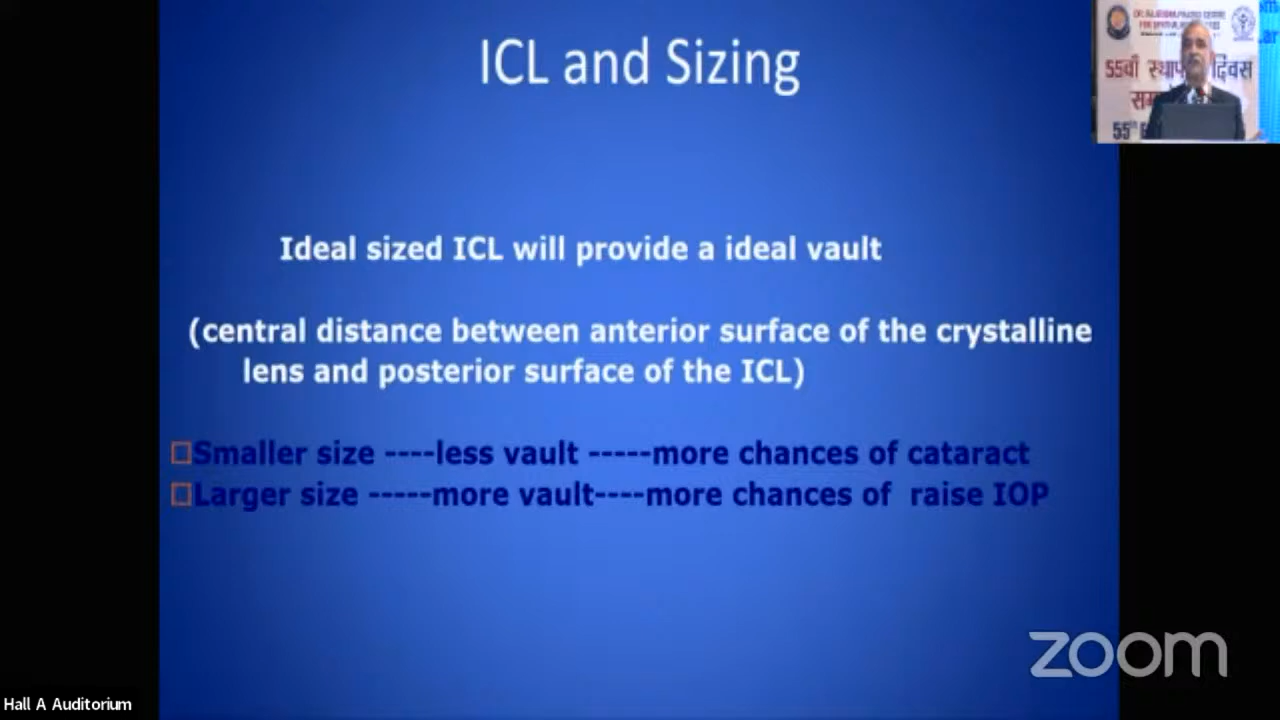 ICL and Sizing
Ideal sized ICL will provide a ideal vault
(central distance between anterior surface of the crystalline
lens and posterior surface of the ICL)
Smaller size ----less vault -----more chances of cataract
Larger size -----more vault----more chances of  raise IOP
55वाँ
दिवस
55
zoom
Hall A Auditorium